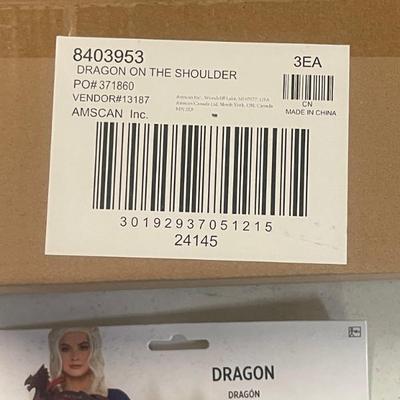 8403953
3EA
DRAGON ON THE SHOULDER
PO# 371860
VENDOR#13187
AMSCAN Inc.
CN
MADE IN CHINA
30192937051215
24145
DRAGON
DRAGÓN